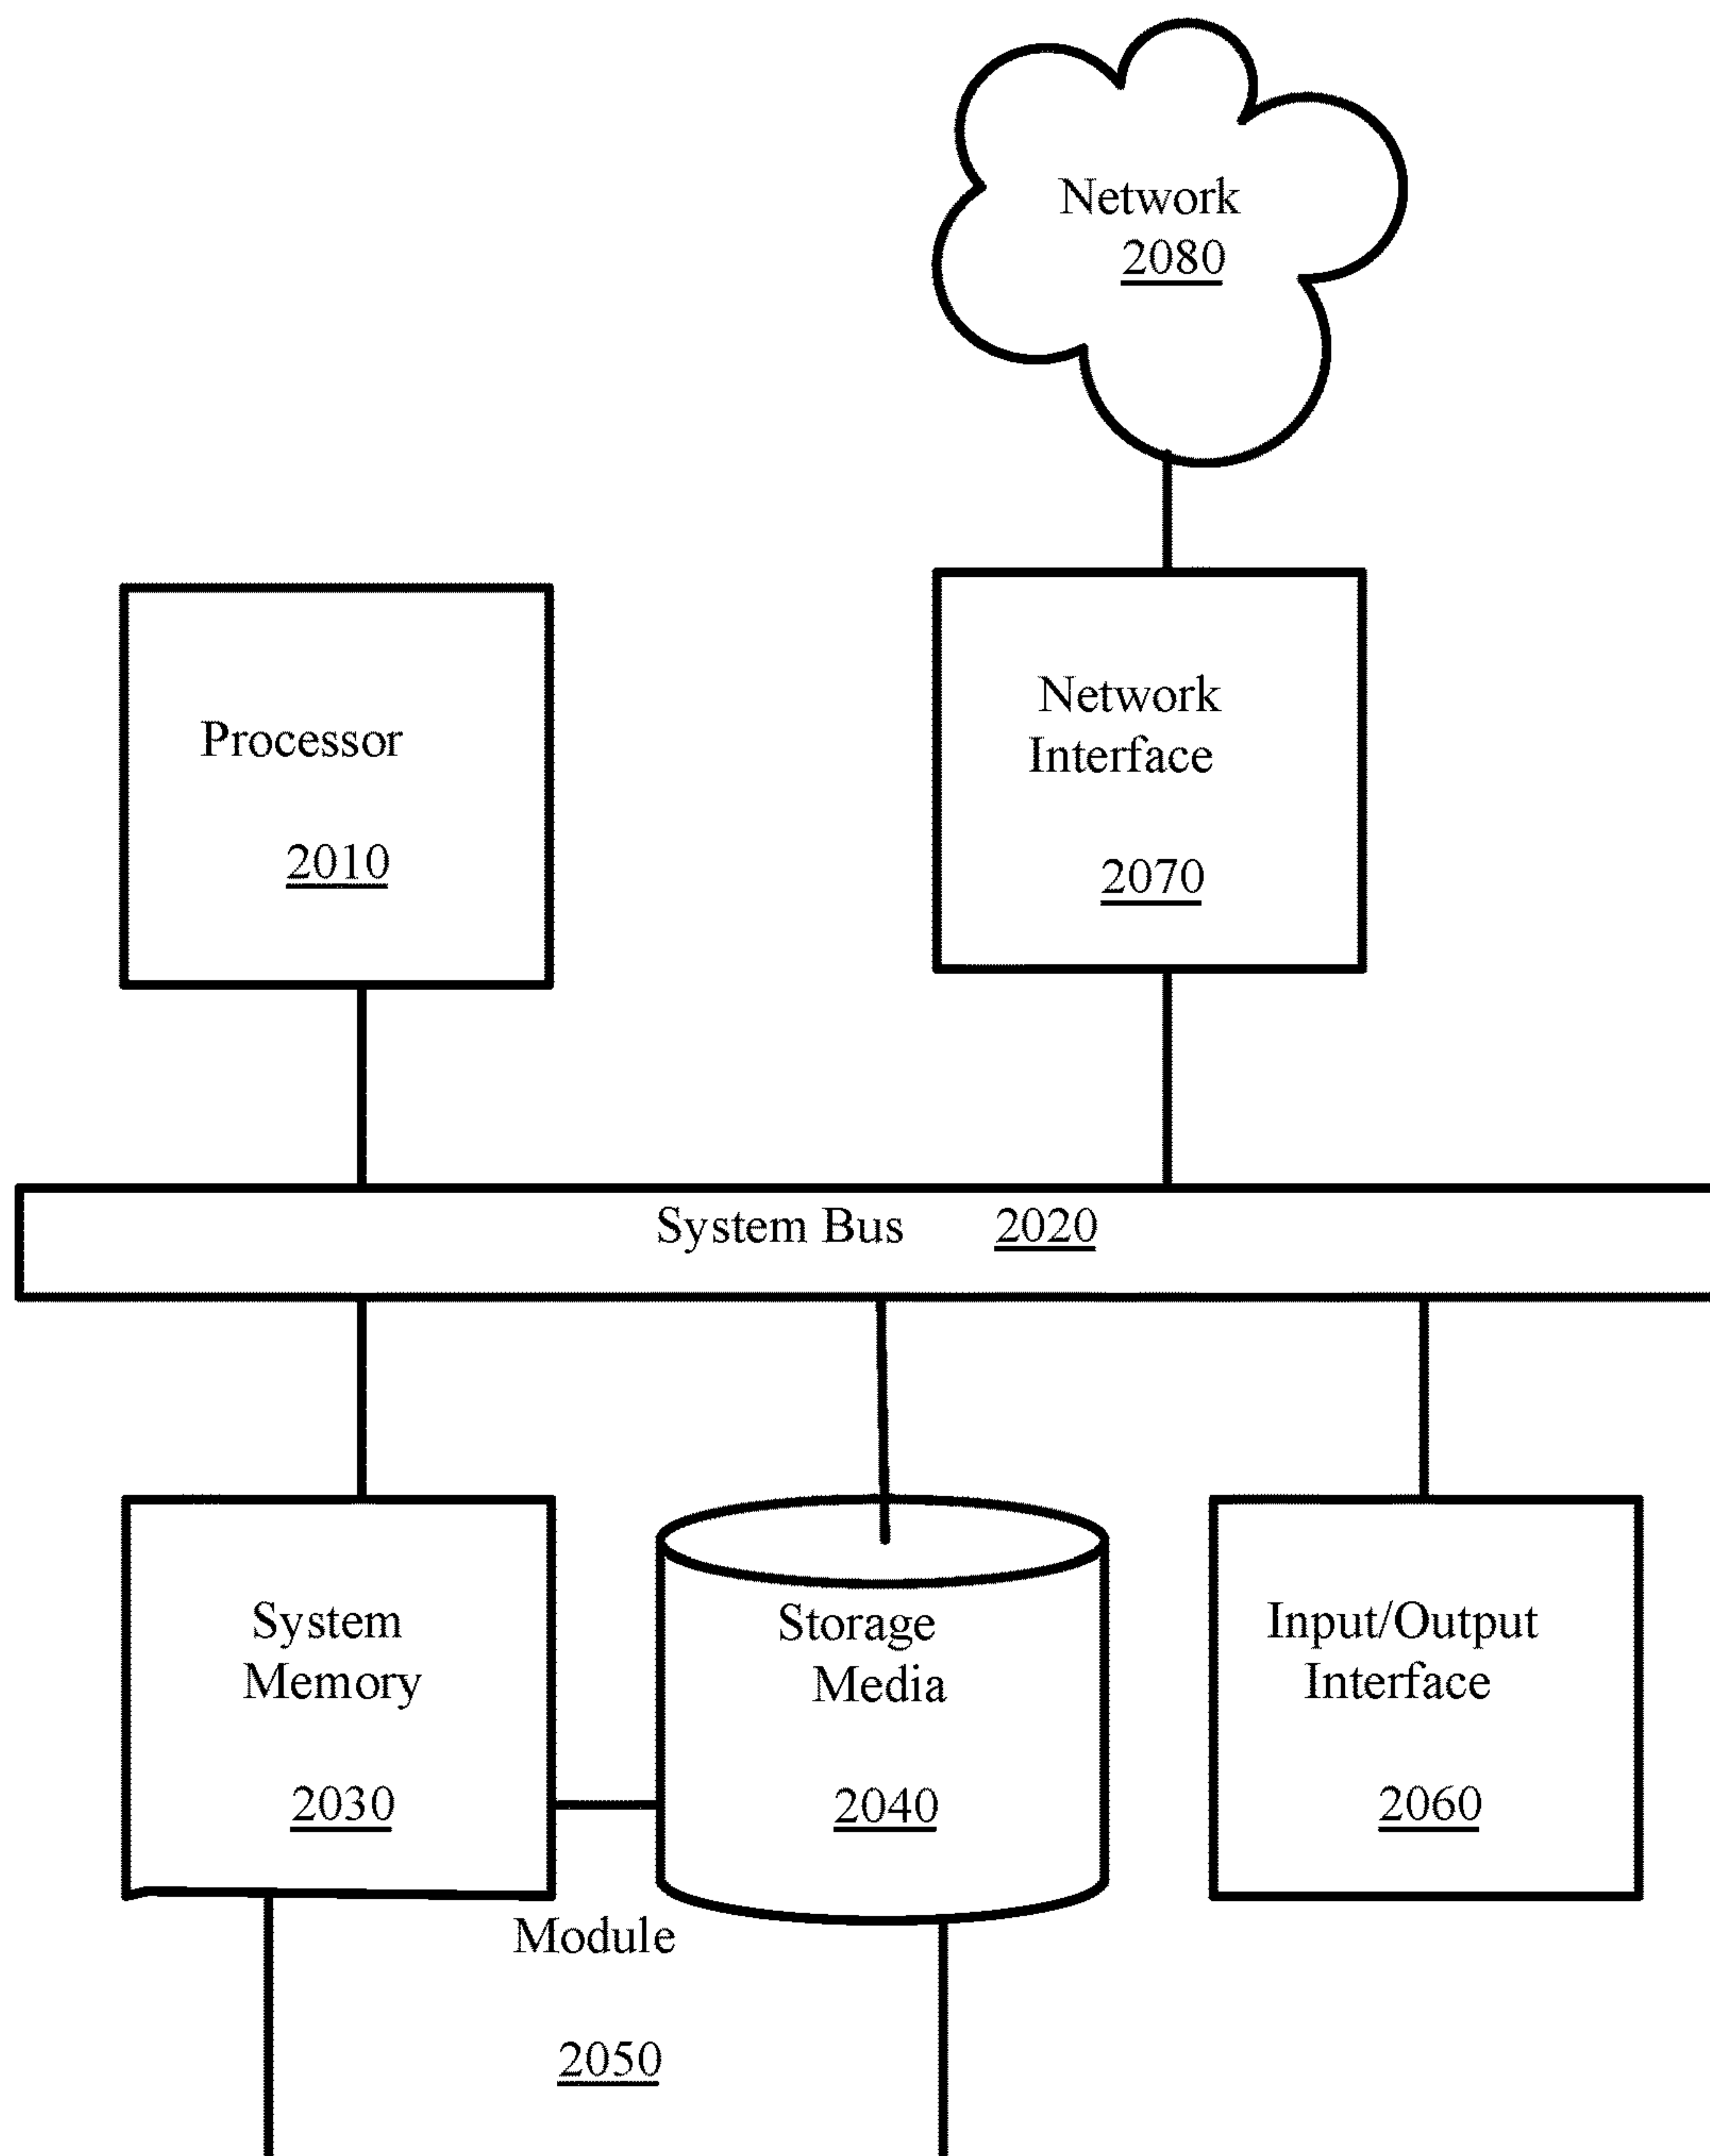 Network
2080
Processor
2010
Network
Interface
2070
System Bus 2020
System
Memory
2030
Storage
Media
2040
Input/Output
Interface
2060
Module
2050